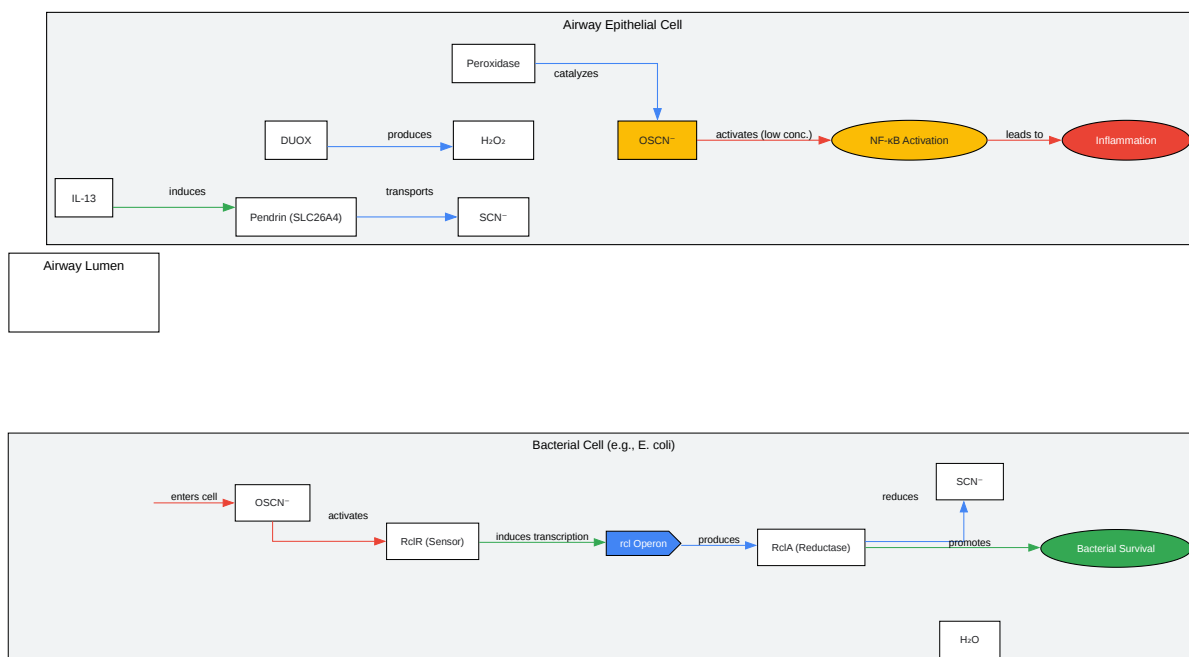 Airway Epithelial Cell
Peroxidase
catalyzes
DUOX
produces
H₂O₂
OSCN⁻
activates (low conc.)
NF-κB Activation
leads to
Inflammation
IL-13
induces
Pendrin (SLC26A4)
transports
SCN⁻
Airway Lumen
Bacterial Cell (e.g., E. coli)
enters cell
OSCN⁻
activates
RclR (Sensor)
induces transcription
rcl Operon
produces
RclA (Reductase)
reduces
SCN⁻
promotes
Bacterial Survival
H₂O